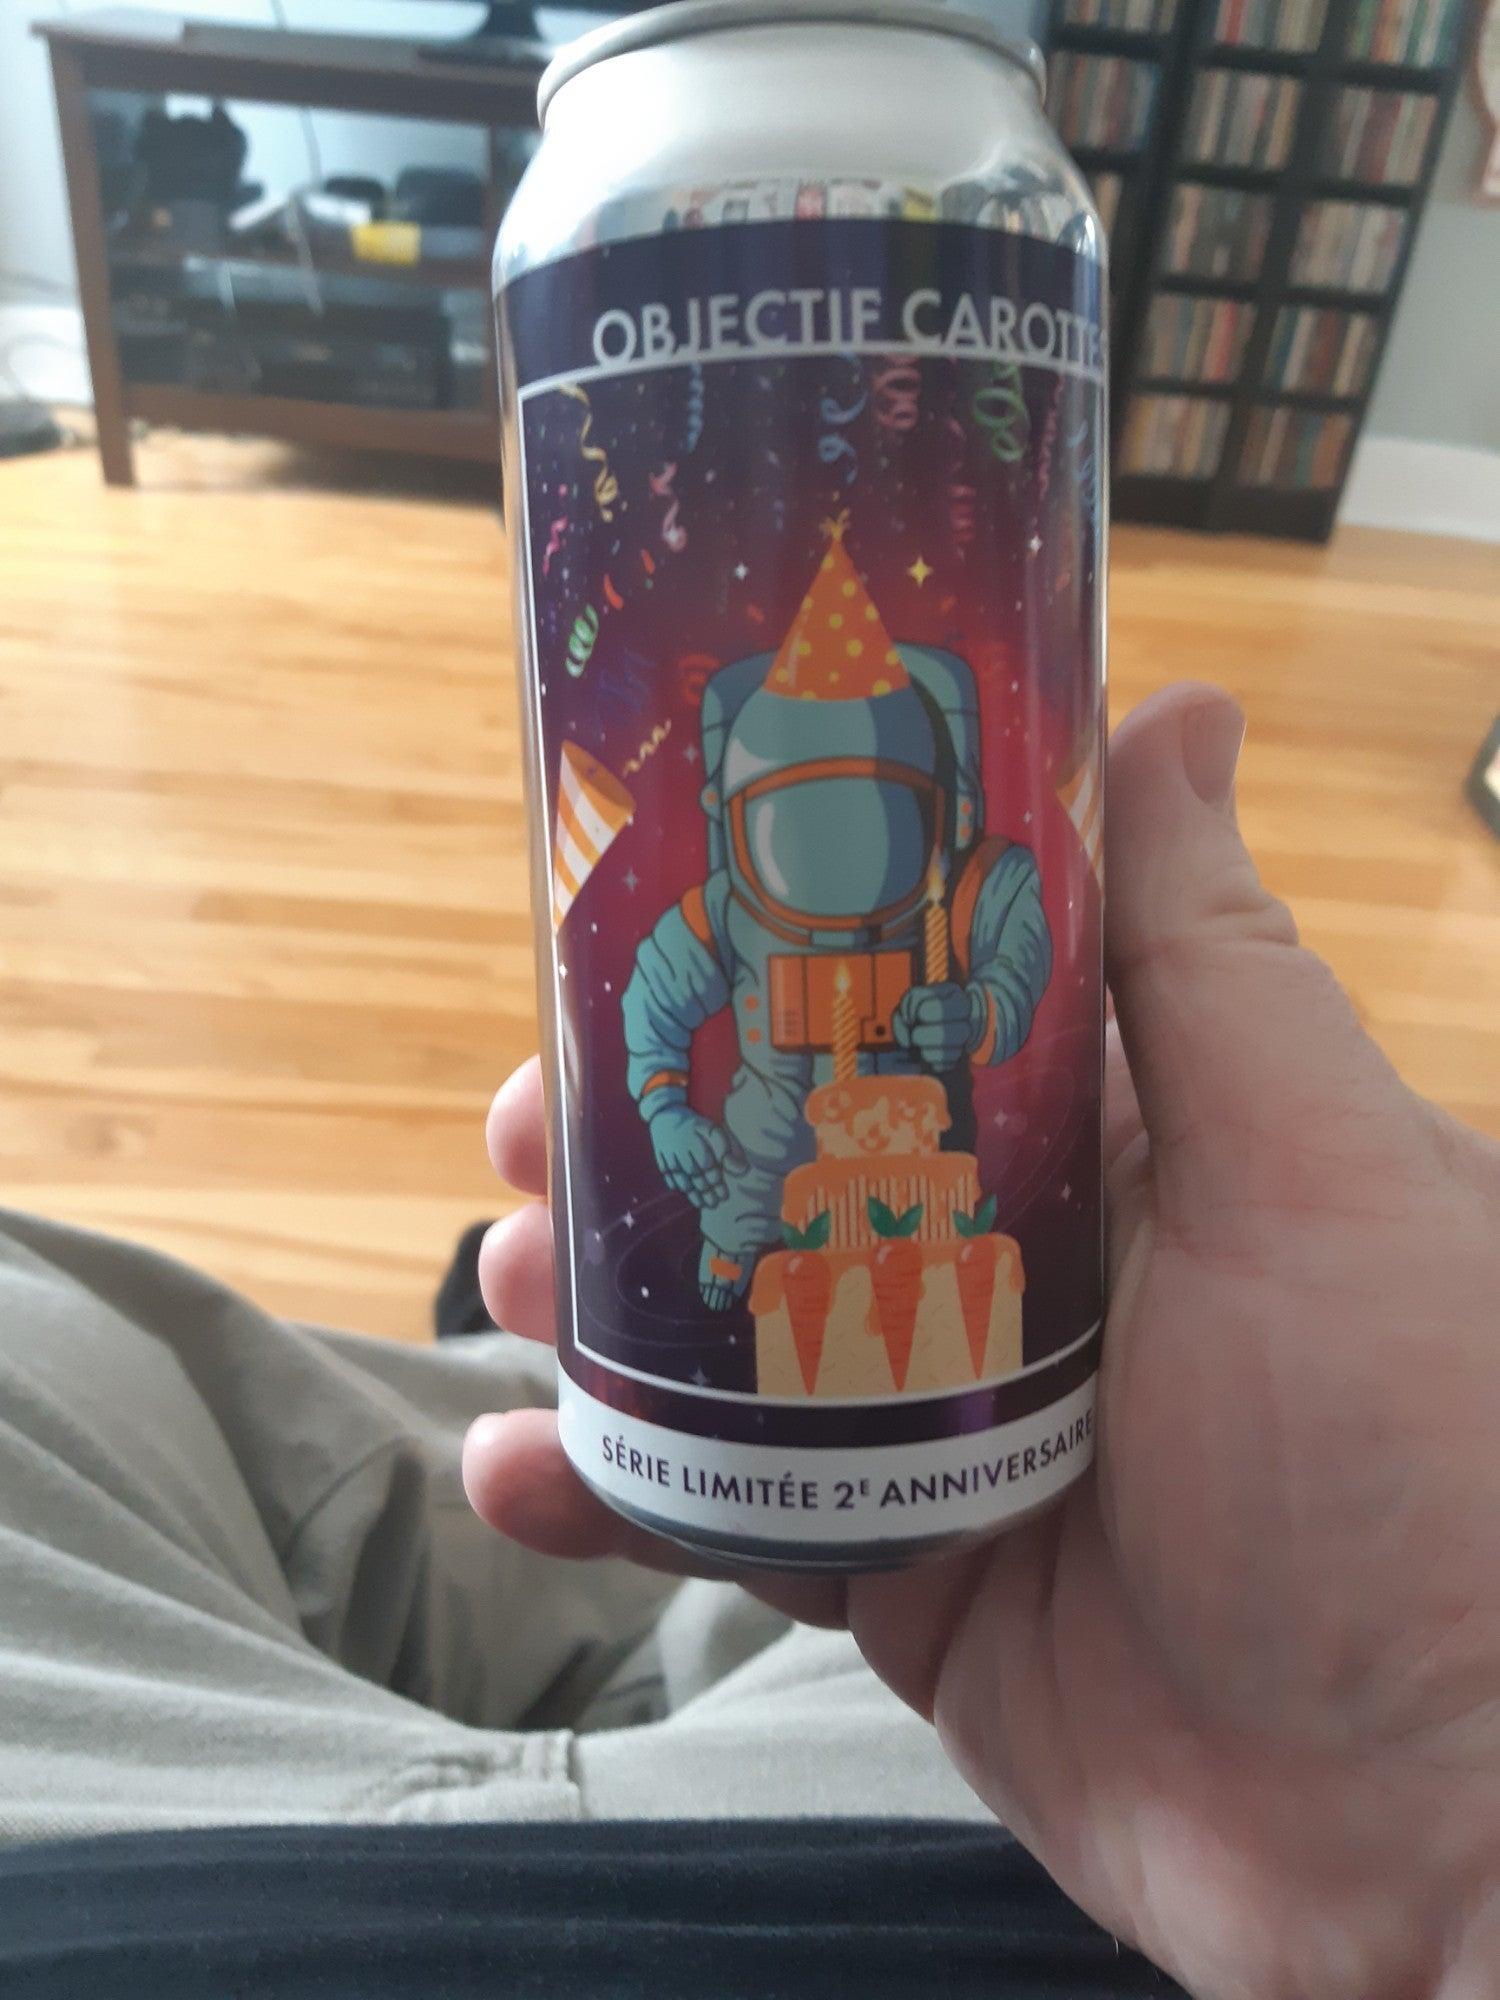 OBJECTIF CAROTTES
SÉRIE LIMITÉE 2E ANNIVERSAIRE